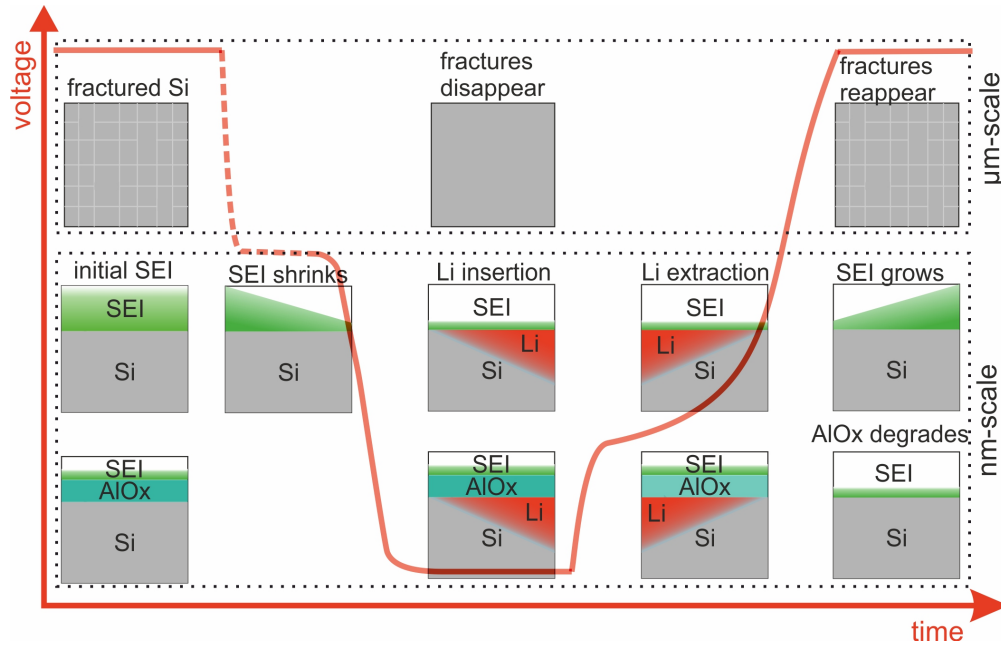 voltage
fractured Si
fractures
disappear
fractures
reappear
µm-scale
initial SEI
SEI
Si
SEI shrinks
Si
Li insertion
SEI
Li
Si
Li extraction
SEI
Li
Si
SEI grows
Si
nm-scale
SEI
AlOx
Si
SEI
AlOx
Li
Si
SEI
AlOx
Li
Si
AlOx degrades
SEI
Si
time